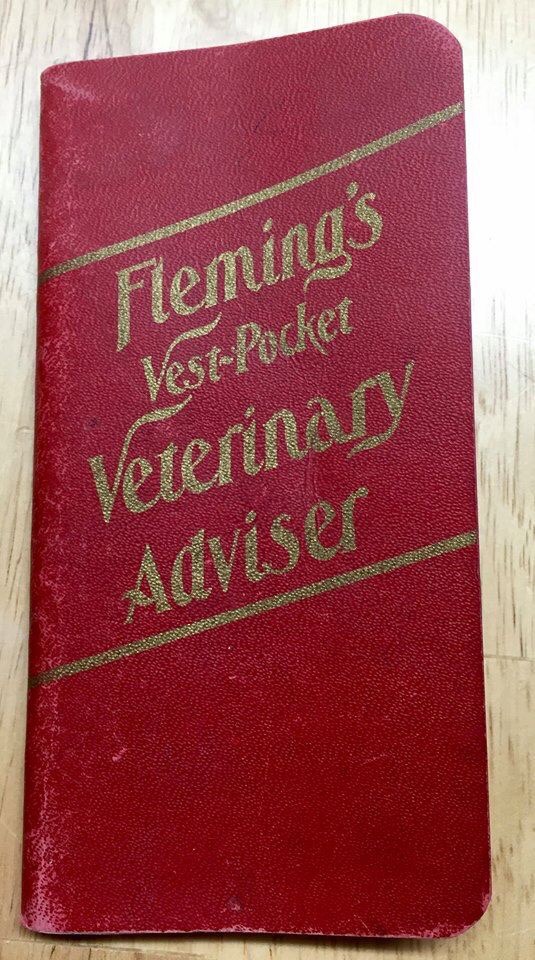 Fleming's
Vest-Pocket
Veterinary
Adviser